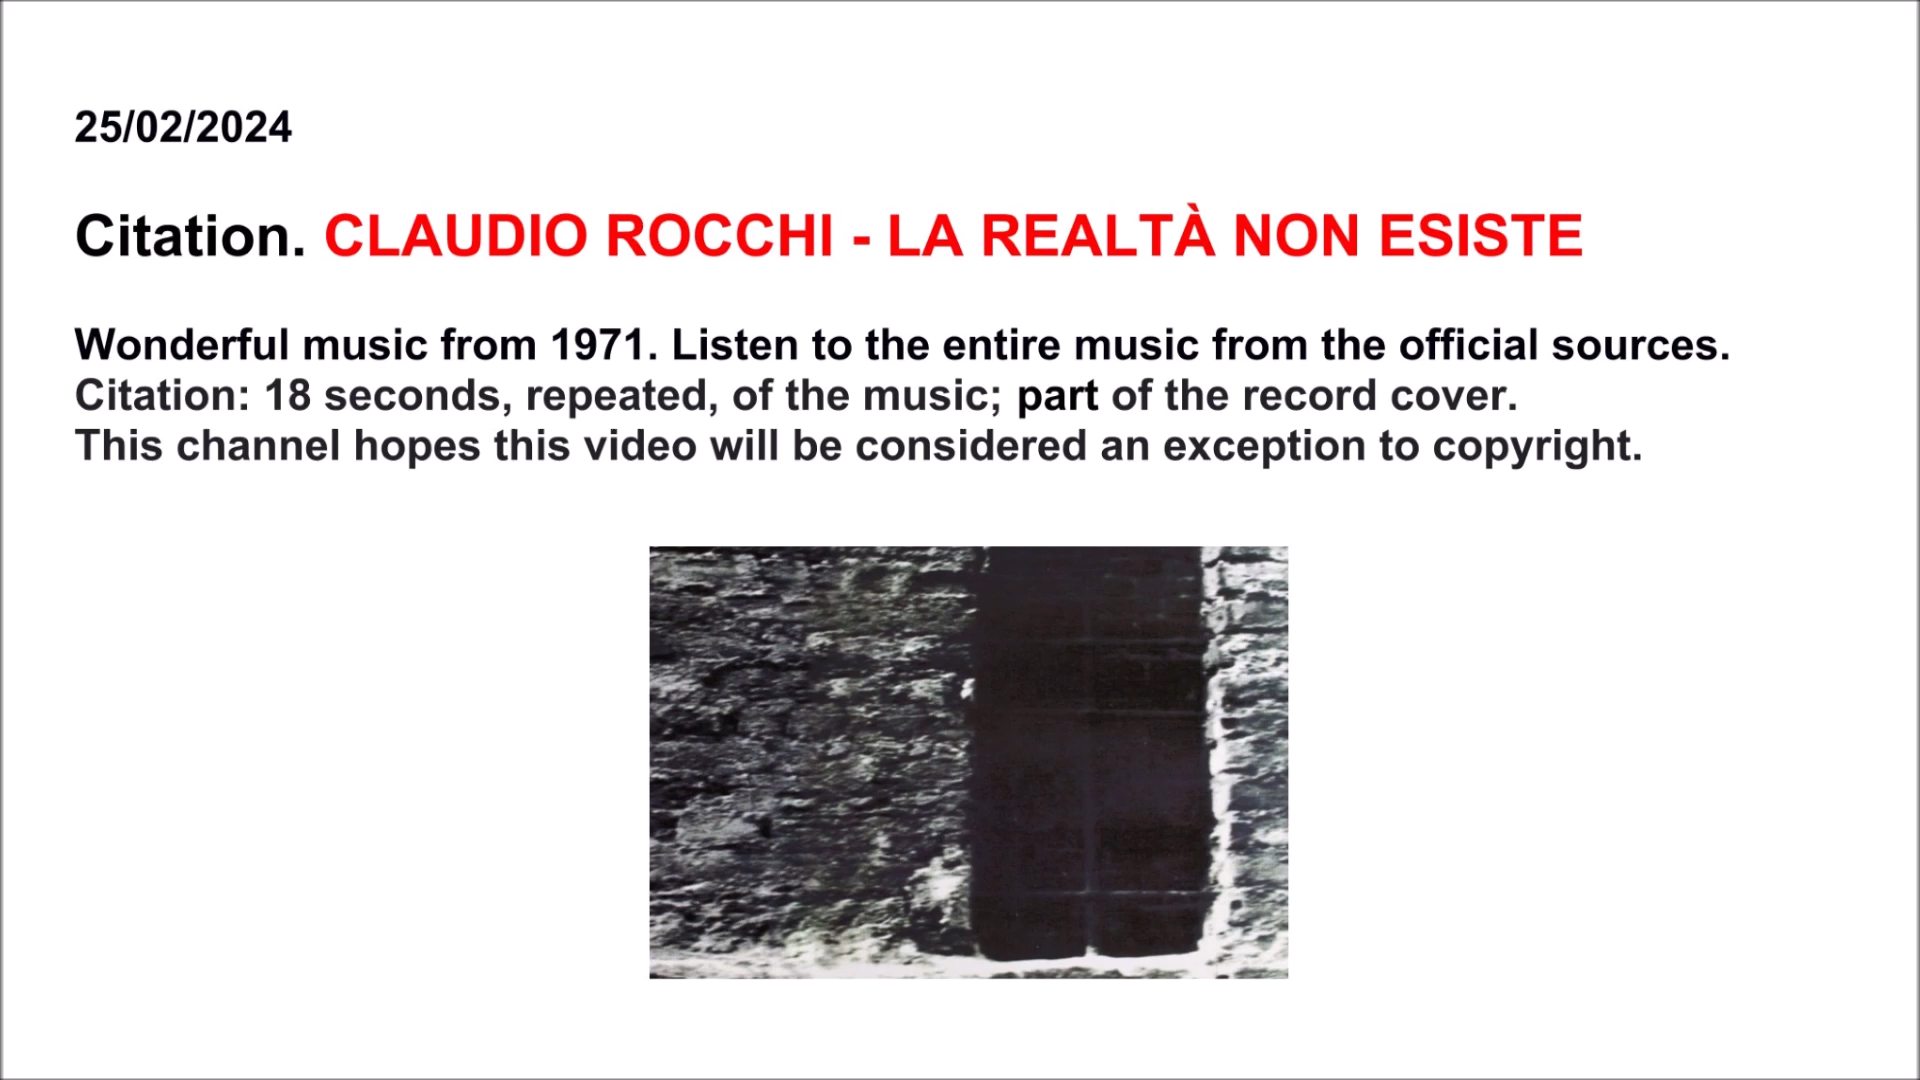 25/02/2024
Citation. CLAUDIO ROCCHI - LA REALTÀ NON ESISTE
Wonderful music from 1971. Listen to the entire music from the official sources.
Citation: 18 seconds, repeated, of the music; part of the record cover.
This channel hopes this video will be considered an exception to copyright.